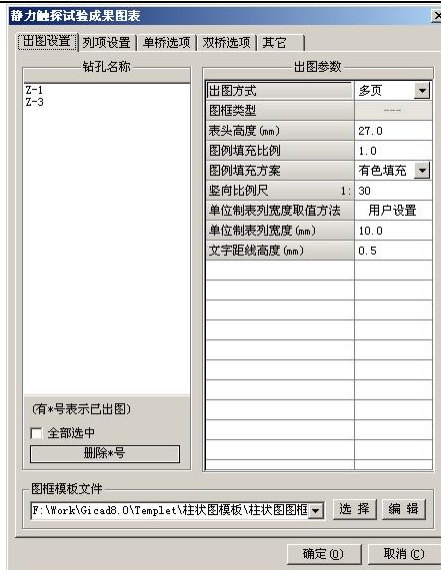 静力触探试验成果图表
出图设置 列项设置 单桥选项 双桥选项 其它
钻孔名称
Z-1
Z-3
(有*号表示已出图)
全部选中
删除*号
出图参数
出图方式 多页
图框类型 ---
表头高度(mm) 27.0
图例填充比例 1.0
图例填充方案 有色填充
竖向比例尺 1: 30
单位制表列宽度取值方法 用户设置
单位制表列宽度(mm) 10.0
文字距线高度(mm) 0.5
图框模板文件
F:\Work\Gicad8.0\Templet\柱状图模板\柱状图图框 选 择 编 辑
确定(O) 取消(C)